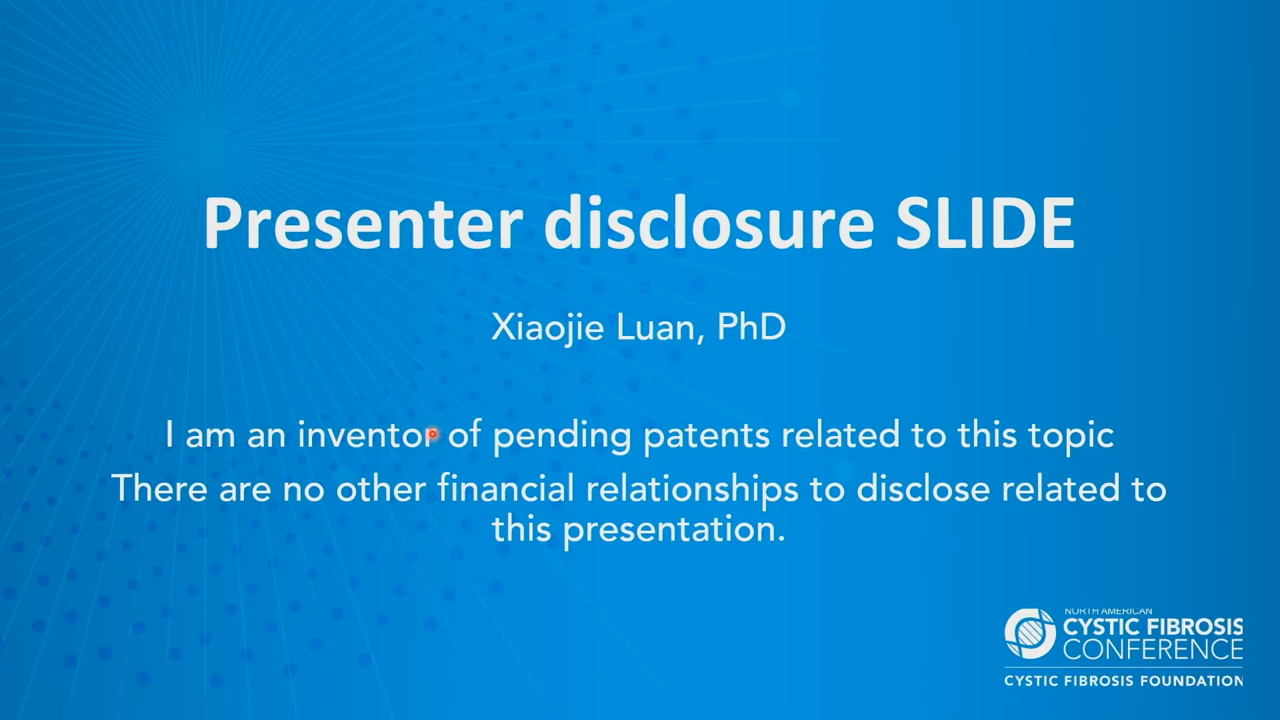 Presenter disclosure SLIDE
Xiaojie Luan, PhD
I am an inventor of pending patents related to this topic
There are no other financial relationships to disclose related to
this presentation.
NORTH AMERICAN
CYSTIC FIBROSIS
CONFERENCE
CYSTIC FIBROSIS FOUNDATION